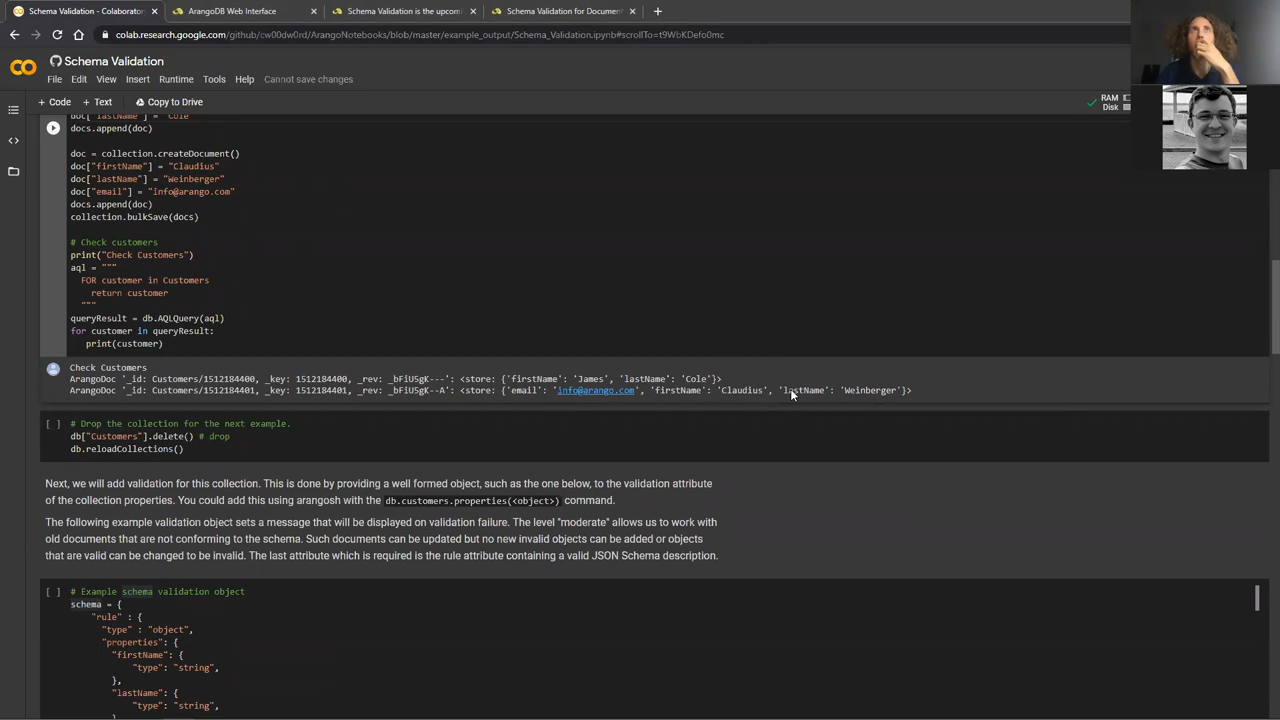 Schema Validation - Colaborator
ArangoDB Web Interface
Schema Validation is the upcom
Schema Validation for Documen
colab.research.google.com/github/cw00dw0rd/ArangoNotebooks/blob/master/example_output/Schema_Validation.ipynb#scrollTo=t9WbKDefo0mc
Schema Validation
File Edit View Insert Runtime Tools Help Cannot save changes
+ Code + Text Copy to Drive
RAM
Disk
doc["lastName"] = "Cole"
docs.append(doc)
doc = collection.createDocument()
doc["firstName"] = "Claudius"
doc["lastName"] = "Weinberger"
doc["email"] = "info@arango.com"
docs.append(doc)
collection.bulkSave(docs)
# Check customers
print("Check Customers")
aql = """
FOR customer in Customers
return customer
"""
queryResult = db.AQLQuery(aql)
for customer in queryResult:
print(customer)
Check Customers
ArangoDoc '_id: Customers/1512184400, _key: 1512184400, _rev: _bFiU5gK---': <store: {'firstName': 'James', 'lastName': 'Cole'}>
ArangoDoc '_id: Customers/1512184401, _key: 1512184401, _rev: _bFiU5gK--A': <store: {'email': 'info@arango.com', 'firstName': 'Claudius', 'lastName': 'Weinberger'}>
[ ] # Drop the collection for the next example.
db["Customers"].delete() # drop
db.reloadCollections()
Next, we will add validation for this collection. This is done by providing a well formed object, such as the one below, to the validation attribute
of the collection properties. You could add this using arangosh with the db.customers.properties(<object>) command.
The following example validation object sets a message that will be displayed on validation failure. The level "moderate" allows us to work with
old documents that are not conforming to the schema. Such documents can be updated but no new invalid objects can be added or objects
that are valid can be changed to be invalid. The last attribute which is required is the rule attribute containing a valid JSON Schema description.
[ ] # Example schema validation object
schema = {
"rule" : {
"type" : "object",
"properties": {
"firstName": {
"type": "string",
},
"lastName": {
"type": "string",